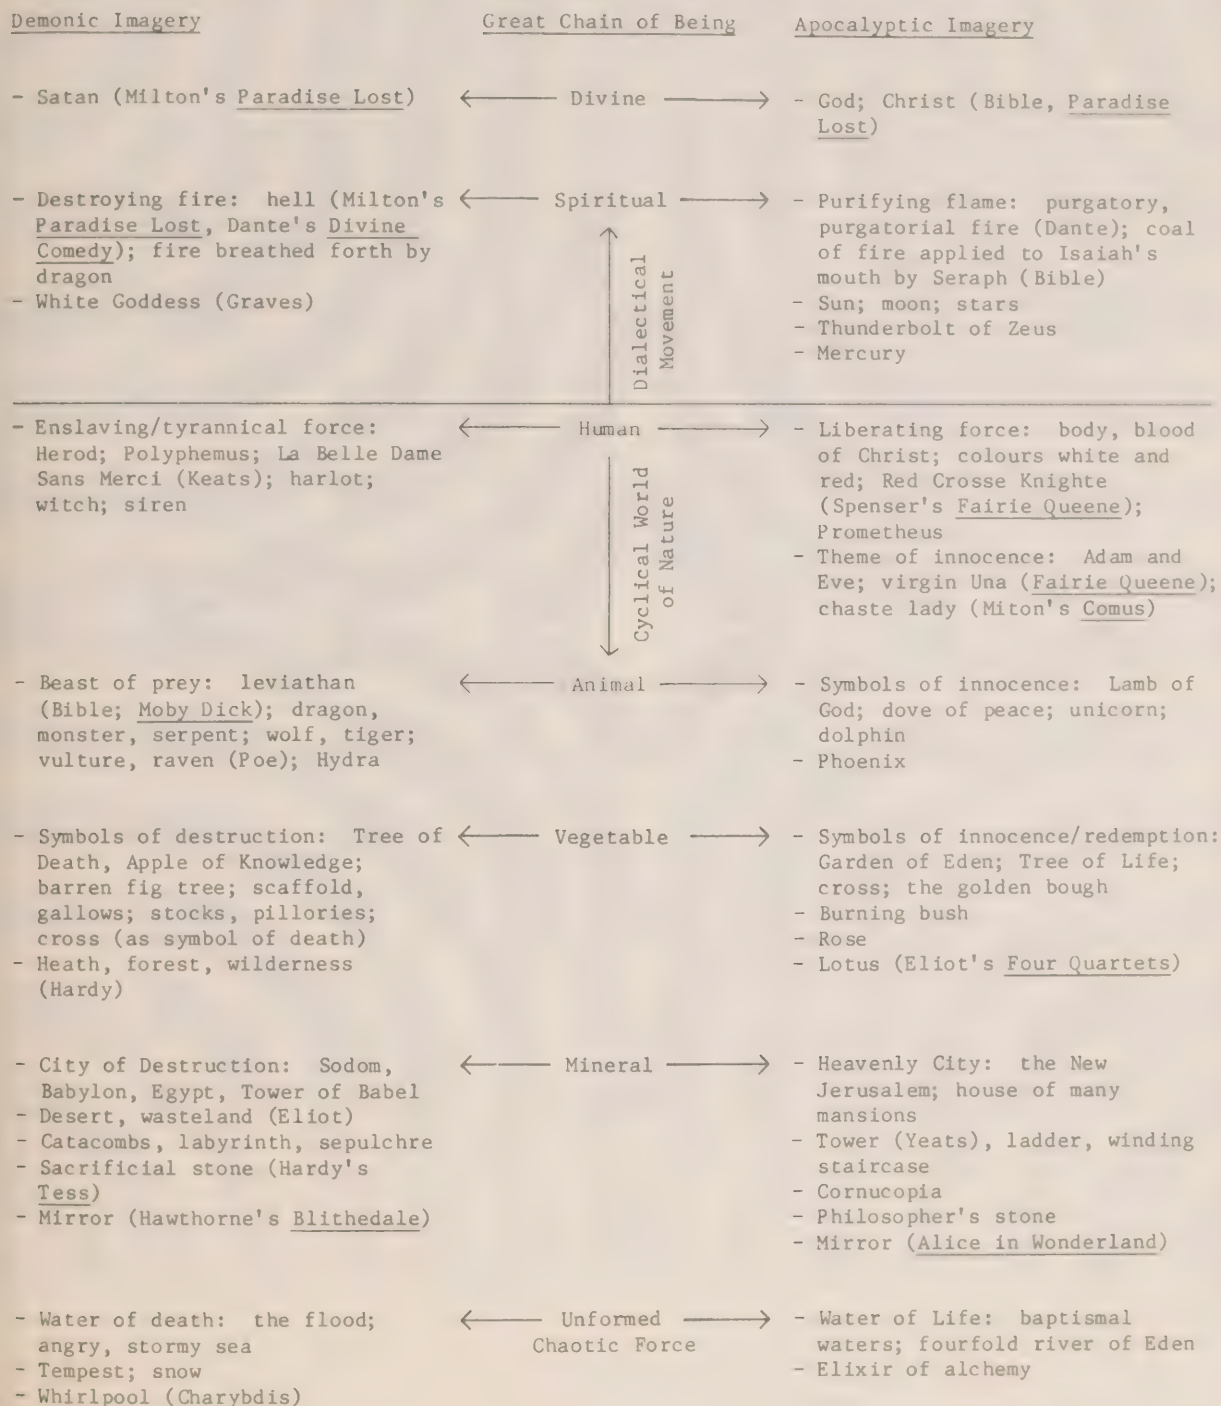 Demonic Imagery
Great Chain of Being
Apocalyptic Imagery
- Satan (Milton's Paradise Lost)
Divine
- God; Christ (Bible, Paradise
Lost)
- Destroying fire: hell (Milton's
Paradise Lost, Dante's Divine
Comedy); fire breathed forth by
dragon
- White Goddess (Graves)
Spiritual
- Purifying flame: purgatory,
purgatorial fire (Dante); coal
of fire applied to Isaiah's
mouth by Seraph (Bible)
- Sun; moon; stars
- Thunderbolt of Zeus
- Mercury
Dialectical
Movement
- Enslaving/tyrannical force:
Herod; Polyphemus; La Belle Dame
Sans Merci (Keats); harlot;
witch; siren
Human
- Liberating force: body, blood
of Christ; colours white and
red; Red Crosse Knighte
(Spenser's Fairie Queene);
Prometheus
- Theme of innocence: Adam and
Eve; virgin Una (Fairie Queene);
chaste lady (Miton's Comus)
Cyclical World
of Nature
- Beast of prey: leviathan
(Bible; Moby Dick); dragon,
monster, serpent; wolf, tiger;
vulture, raven (Poe); Hydra
Animal
- Symbols of innocence: Lamb of
God; dove of peace; unicorn;
dolphin
- Phoenix
- Symbols of destruction: Tree of
Death, Apple of Knowledge;
barren fig tree; scaffold,
gallows; stocks, pillories;
cross (as symbol of death)
- Heath, forest, wilderness
(Hardy)
Vegetable
- Symbols of innocence/redemption:
Garden of Eden; Tree of Life;
cross; the golden bough
- Burning bush
- Rose
- Lotus (Eliot's Four Quartets)
- City of Destruction: Sodom,
Babylon, Egypt, Tower of Babel
- Desert, wasteland (Eliot)
- Catacombs, labyrinth, sepulchre
- Sacrificial stone (Hardy's
Tess)
- Mirror (Hawthorne's Blithedale)
Mineral
- Heavenly City: the New
Jerusalem; house of many
mansions
- Tower (Yeats), ladder, winding
staircase
- Cornucopia
- Philosopher's stone
- Mirror (Alice in Wonderland)
- Water of death: the flood;
angry, stormy sea
- Tempest; snow
- Whirlpool (Charybdis)
Unformed
Chaotic Force
- Water of Life: baptismal
waters; fourfold river of Eden
- Elixir of alchemy